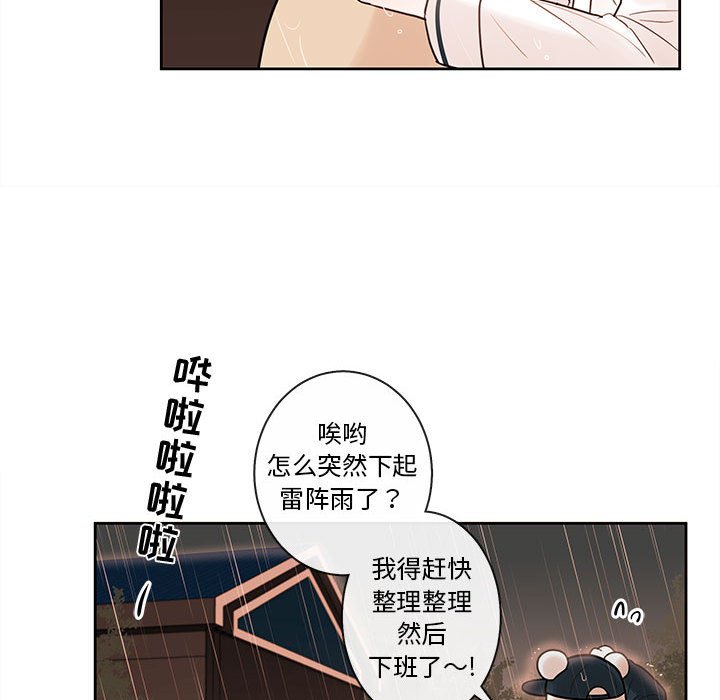 哗啦啦啦啦
唉哟
怎么突然下起
雷阵雨了？
我得赶快
整理整理
然后
下班了～!